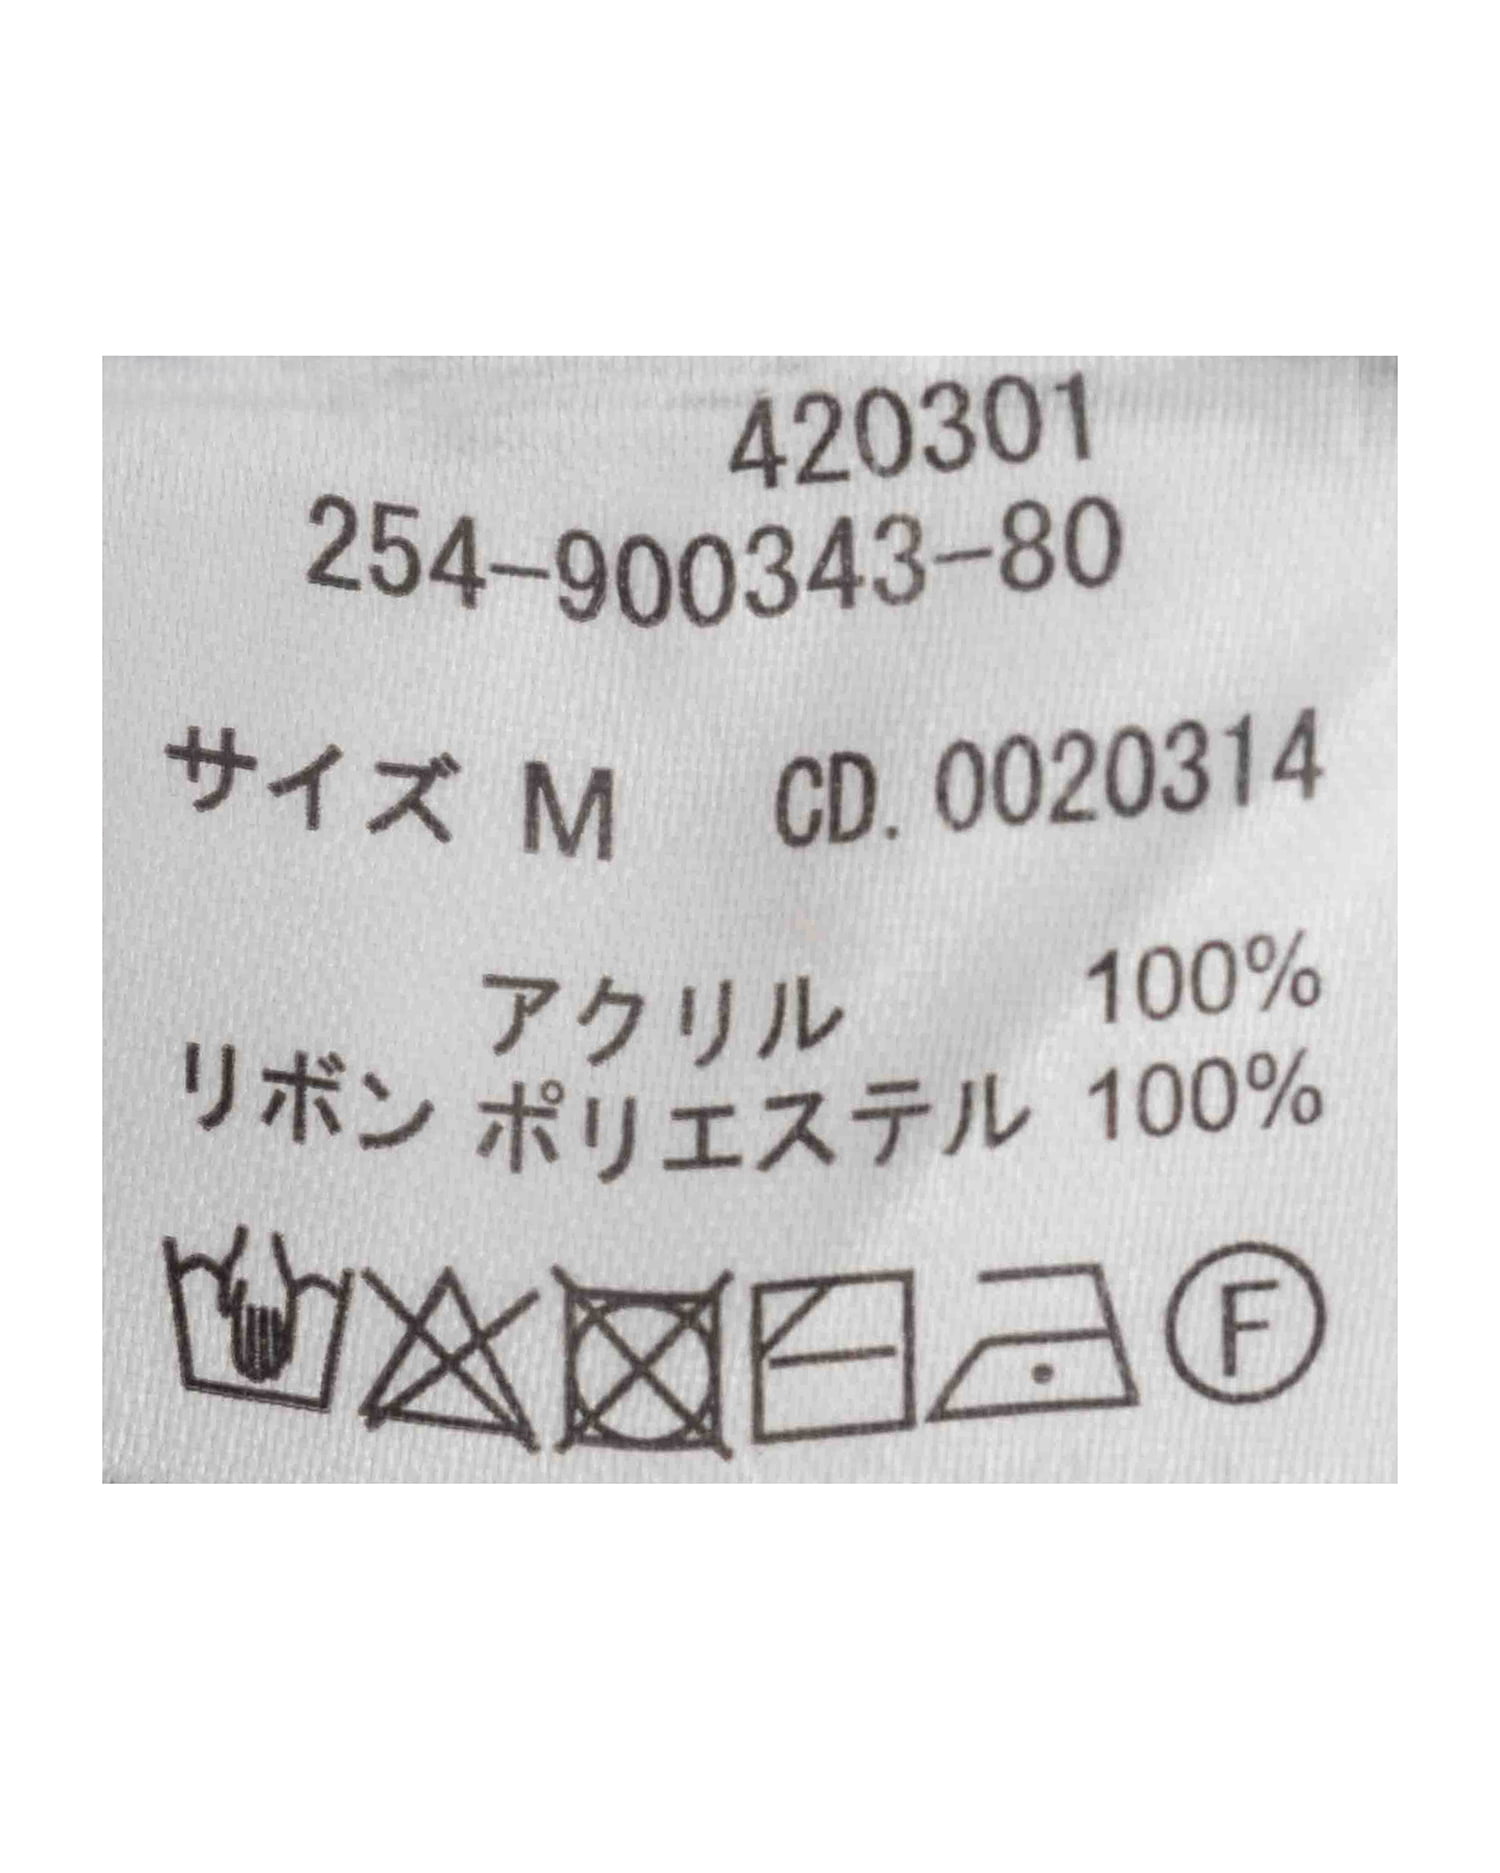 420301
254-900343-80
サイズ M CD. 0020314
アクリル 100%
リボン ポリエステル 100%
F